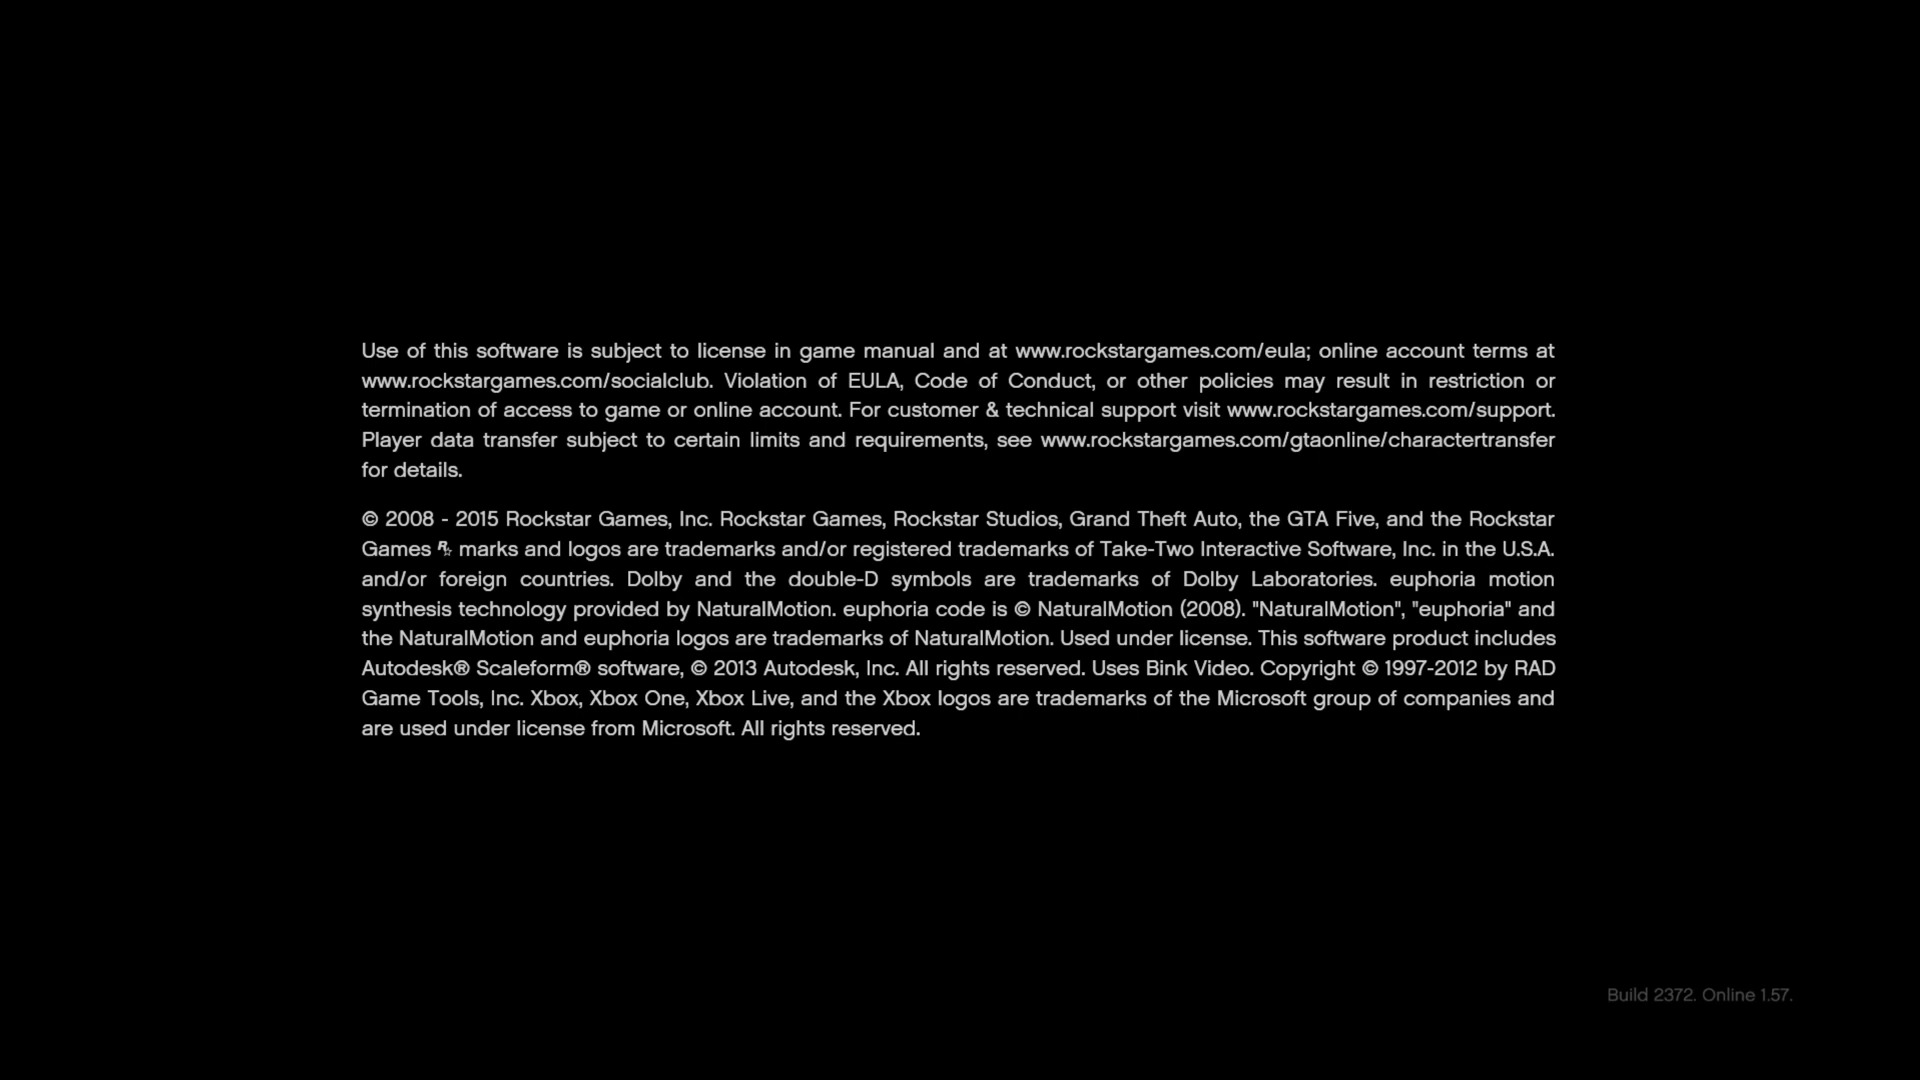 Use of this software is subject to license in game manual and at www.rockstargames.com/eula; online account terms at
www.rockstargames.com/socialclub. Violation of EULA, Code of Conduct, or other policies may result in restriction or
termination of access to game or online account. For customer & technical support visit www.rockstargames.com/support.
Player data transfer subject to certain limits and requirements, see www.rockstargames.com/gtaonline/charactertransfer
for details.
© 2008 - 2015 Rockstar Games, Inc. Rockstar Games, Rockstar Studios, Grand Theft Auto, the GTA Five, and the Rockstar
Games R* marks and logos are trademarks and/or registered trademarks of Take-Two Interactive Software, Inc. in the U.S.A.
and/or foreign countries. Dolby and the double-D symbols are trademarks of Dolby Laboratories. euphoria motion
synthesis technology provided by NaturalMotion. euphoria code is © NaturalMotion (2008). "NaturalMotion", "euphoria" and
the NaturalMotion and euphoria logos are trademarks of NaturalMotion. Used under license. This software product includes
Autodesk® Scaleform® software, © 2013 Autodesk, Inc. All rights reserved. Uses Bink Video. Copyright © 1997-2012 by RAD
Game Tools, Inc. Xbox, Xbox One, Xbox Live, and the Xbox logos are trademarks of the Microsoft group of companies and
are used under license from Microsoft. All rights reserved.
Build 2372. Online 1.57.